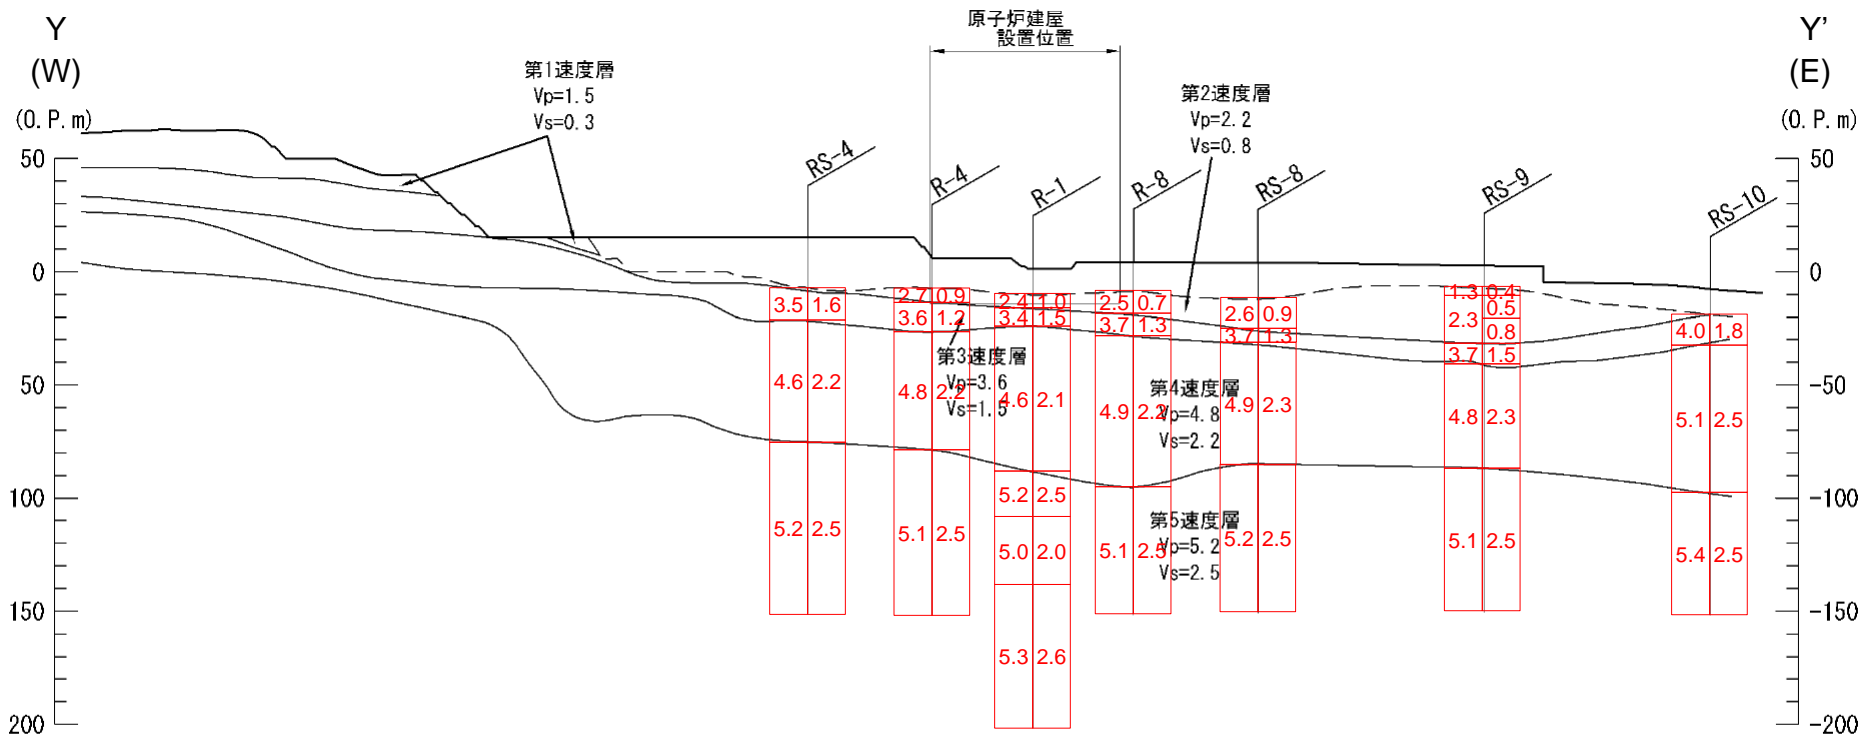 Y
(W)
(O.P.m)
50
0
50
100
150
200
第1速度層
Vp=1.5
Vs=0.3
原子炉建屋
設置位置
第2速度層
Vp=2.2
Vs=0.8
Y’
(E)
(O.P.m)
50
0
-50
-100
-150
-200
RS-4
R-4
R-1
R-8
RS-8
RS-9
RS-10
3.5 1.6
4.6 2.2
5.2 2.5
2.7 0.9
3.6 1.2
4.8 2.2
5.1 2.5
2.4 1.0
3.4 1.5
4.6 2.1
5.2 2.5
5.0 2.0
5.3 2.6
2.5 0.7
3.7 1.3
4.9 2.2
5.1 2.5
2.6 0.9
3.7 1.3
4.9 2.3
5.2 2.5
1.3 0.4
2.3 0.5
0.8
3.7 1.5
4.8 2.3
5.1 2.5
4.0 1.8
5.1 2.5
5.4 2.5
第3速度層
Vp=3.6
Vs=1.5
第4速度層
Vp=4.8
Vs=2.2
第5速度層
Vp=5.2
Vs=2.5